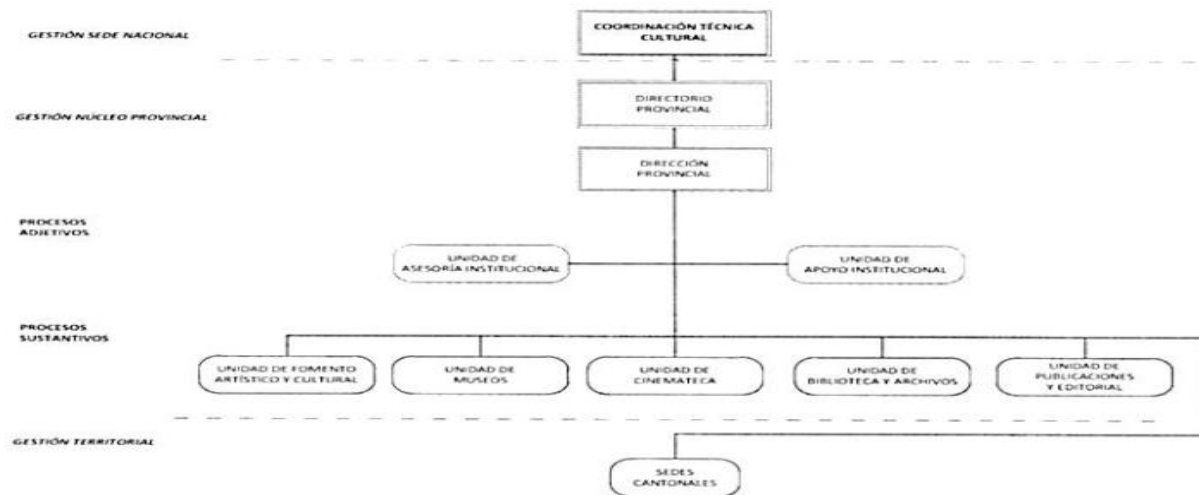 COORDINACIÓN TÉCNICA
CULTURAL
GESTIÓN SEDE NACIONAL
DIRECTORIO
PROVINCIAL
GESTIÓN NÚCLEO PROVINCIAL
DIRECCIÓN
PROVINCIAL
PROCESOS
ADJETIVOS
UNIDAD DE
ASESORÍA INSTITUCIONAL
UNIDAD DE
APOYO INSTITUCIONAL
PROCESOS
SUSTANTIVOS
UNIDAD DE FOMENTO
ARTÍSTICO Y CULTURAL
UNIDAD DE
MUSEOS
UNIDAD DE
CINEMATECA
UNIDAD DE
BIBLIOTECA Y ARCHIVOS
UNIDAD DE
PUBLICACIONES
Y EDITORIAL
GESTIÓN TERRITORIAL
SEDES
CANTONALES